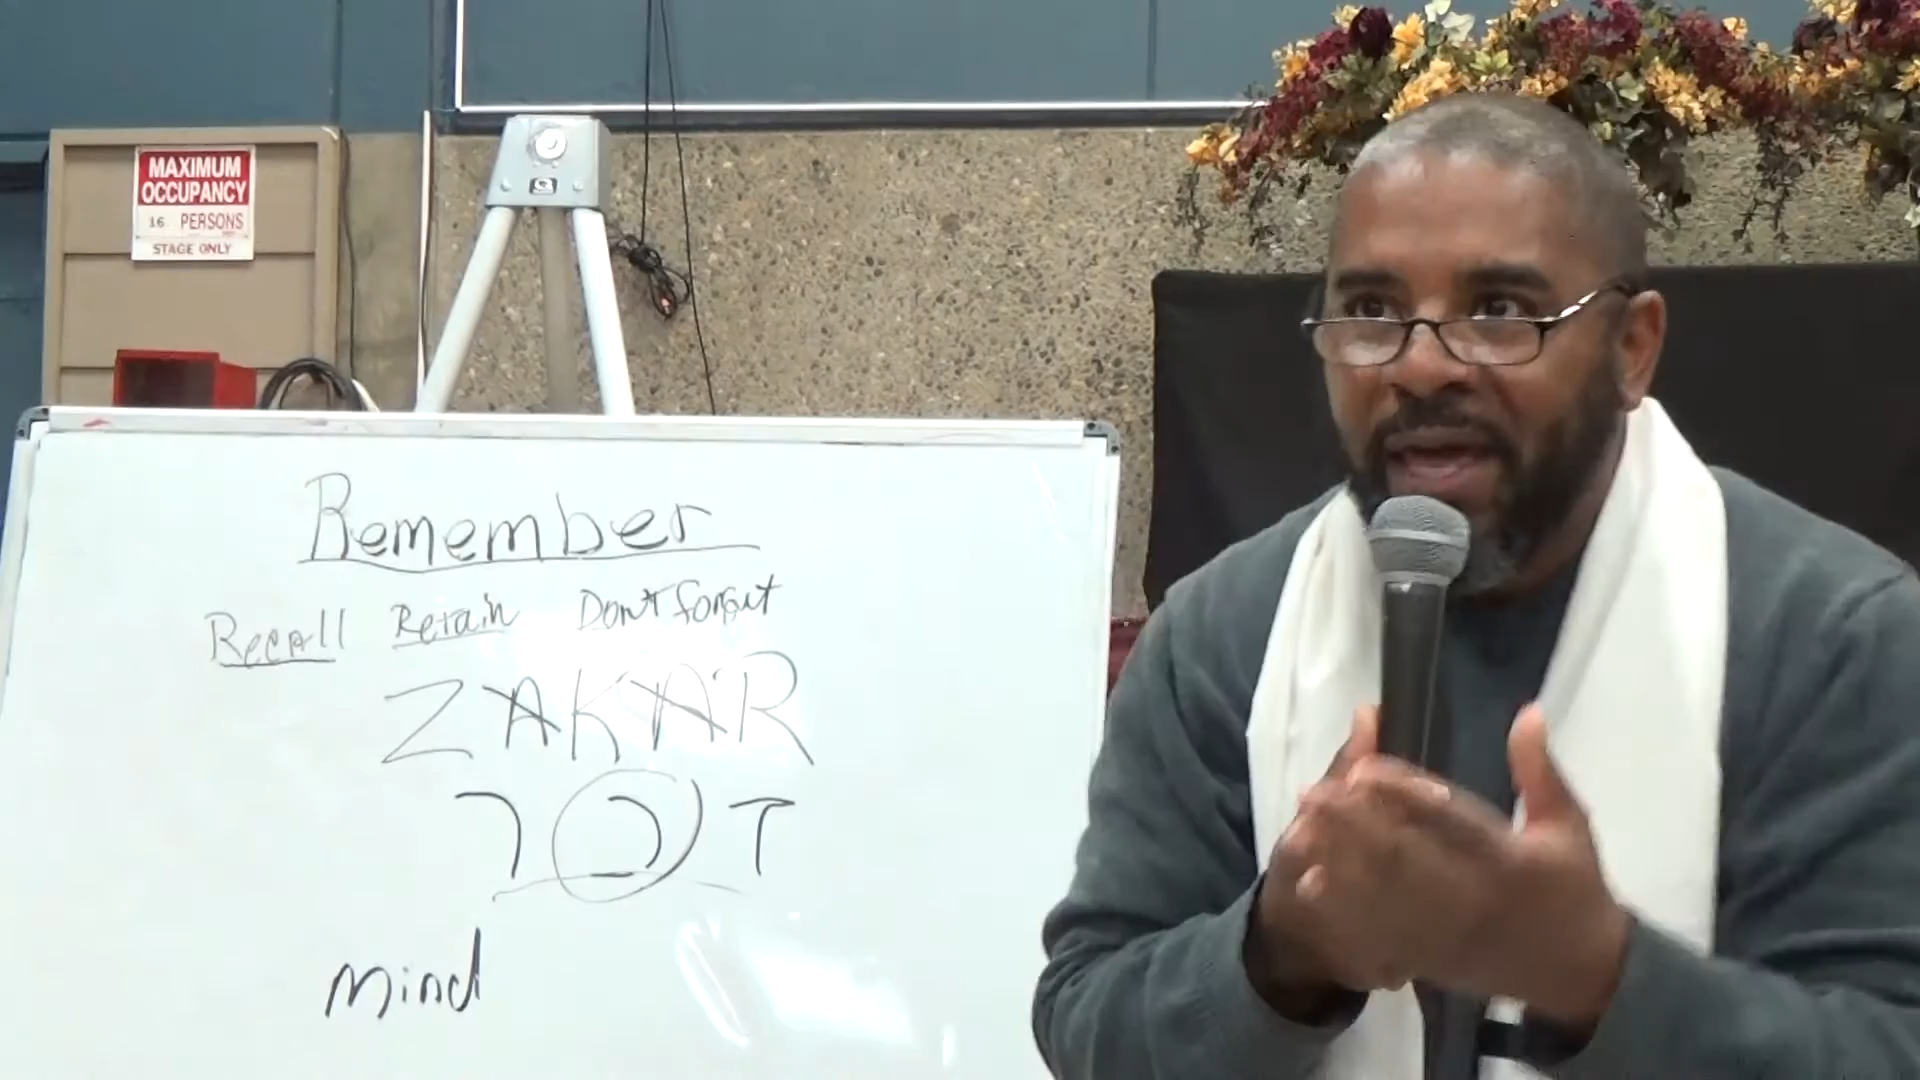 MAXIMUM
OCCUPANCY
16 PERSONS
STAGE ONLY
Remember
Recall Retain Don't forget
ZAKAR
זכר
Mind